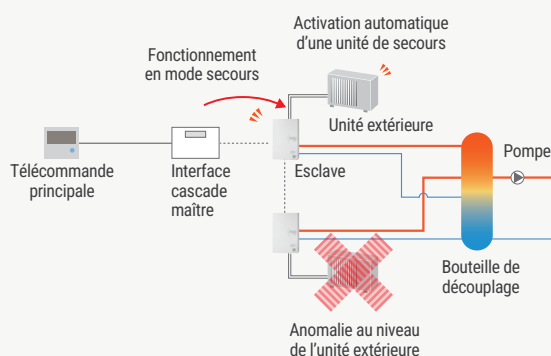 Activation automatique
d'une unité de secours
Fonctionnement
en mode secours
Unité extérieure
Pompe
Télécommande
principale
Interface
cascade
maître
Esclave
Bouteille de
découplage
Anomalie au niveau
de l'unité extérieure